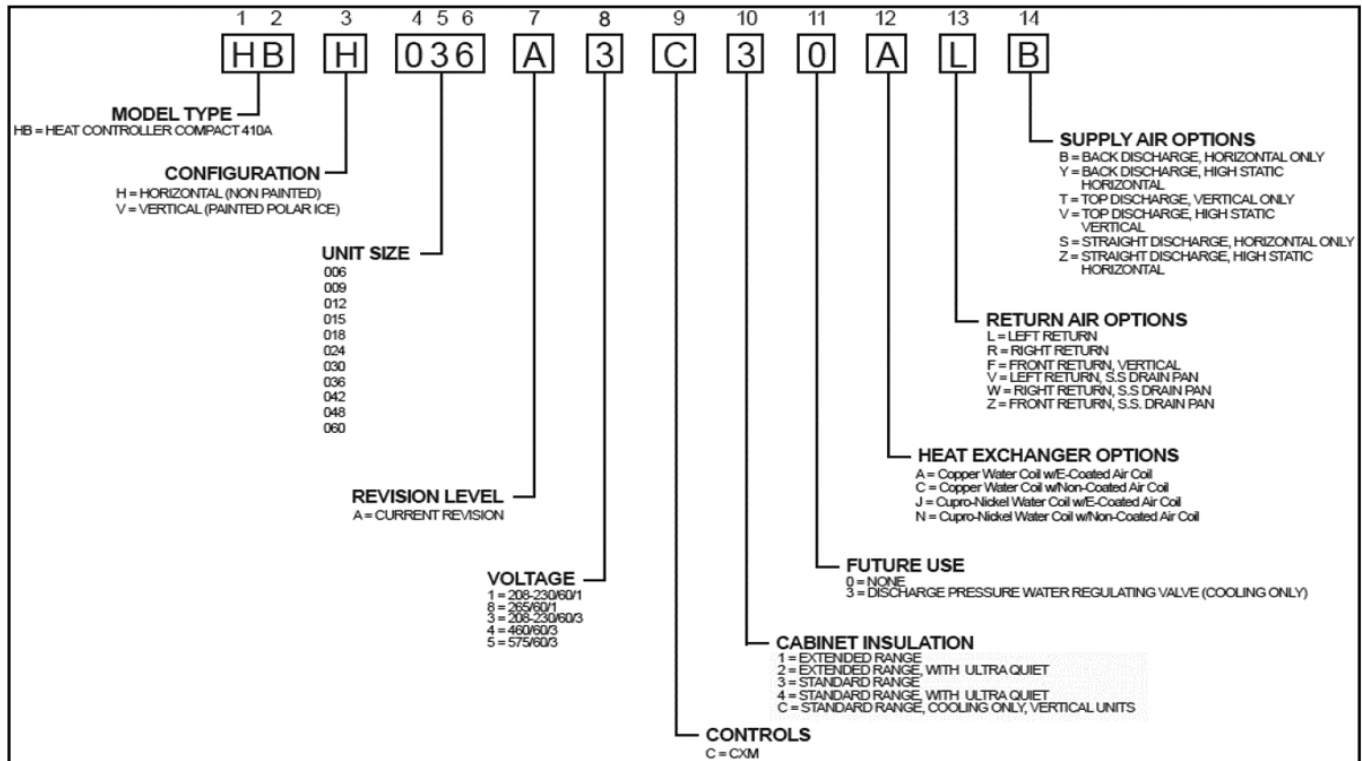 1 2 3 4 5 6 7 8 9 10 11 12 13 14
H B H 0 3 6 A 3 C 3 0 A L B
MODEL TYPE
HB = HEAT CONTROLLER COMPACT 410A
CONFIGURATION
H = HORIZONTAL (NON PAINTED)
V = VERTICAL (PAINTED POLAR ICE)
UNIT SIZE
006
009
012
015
018
024
030
036
042
048
060
REVISION LEVEL
A = CURRENT REVISION
VOLTAGE
1 = 208-230/60/1
8 = 265/60/1
3 = 208-230/60/3
4 = 460/60/3
5 = 575/60/3
CONTROLS
C = CXM
CABINET INSULATION
1 = EXTENDED RANGE
2 = EXTENDED RANGE, WITH ULTRA QUIET
3 = STANDARD RANGE
4 = STANDARD RANGE, WITH ULTRA QUIET
C = STANDARD RANGE, COOLING ONLY, VERTICAL UNITS
FUTURE USE
0 = NONE
3 = DISCHARGE PRESSURE WATER REGULATING VALVE (COOLING ONLY)
HEAT EXCHANGER OPTIONS
A = Copper Water Coil w/E-Coated Air Coil
C = Copper Water Coil w/Non-Coated Air Coil
J = Cupro-Nickel Water Coil w/E-Coated Air Coil
N = Cupro-Nickel Water Coil w/Non-Coated Air Coil
RETURN AIR OPTIONS
L = LEFT RETURN
R = RIGHT RETURN
F = FRONT RETURN, VERTICAL
V = LEFT RETURN, S.S DRAIN PAN
W = RIGHT RETURN, S.S DRAIN PAN
Z = FRONT RETURN, S.S. DRAIN PAN
SUPPLY AIR OPTIONS
B = BACK DISCHARGE, HORIZONTAL ONLY
Y = BACK DISCHARGE, HIGH STATIC
HORIZONTAL
T = TOP DISCHARGE, VERTICAL ONLY
V = TOP DISCHARGE, HIGH STATIC
VERTICAL
S = STRAIGHT DISCHARGE, HORIZONTAL ONLY
Z = STRAIGHT DISCHARGE, HIGH STATIC
HORIZONTAL